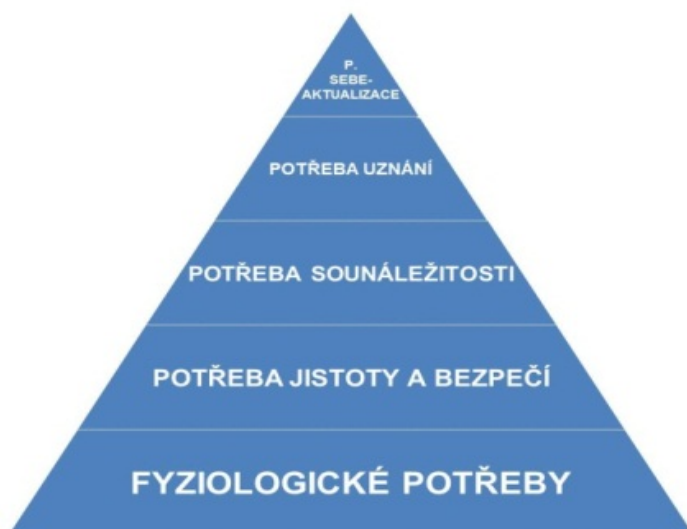 P.
SEBE-
AKTUALIZACE
POTŘEBA UZNÁNÍ
POTŘEBA SOUNÁLEŽITOSTI
POTŘEBA JISTOTY A BEZPEČÍ
FYZIOLOGICKÉ POTŘEBY